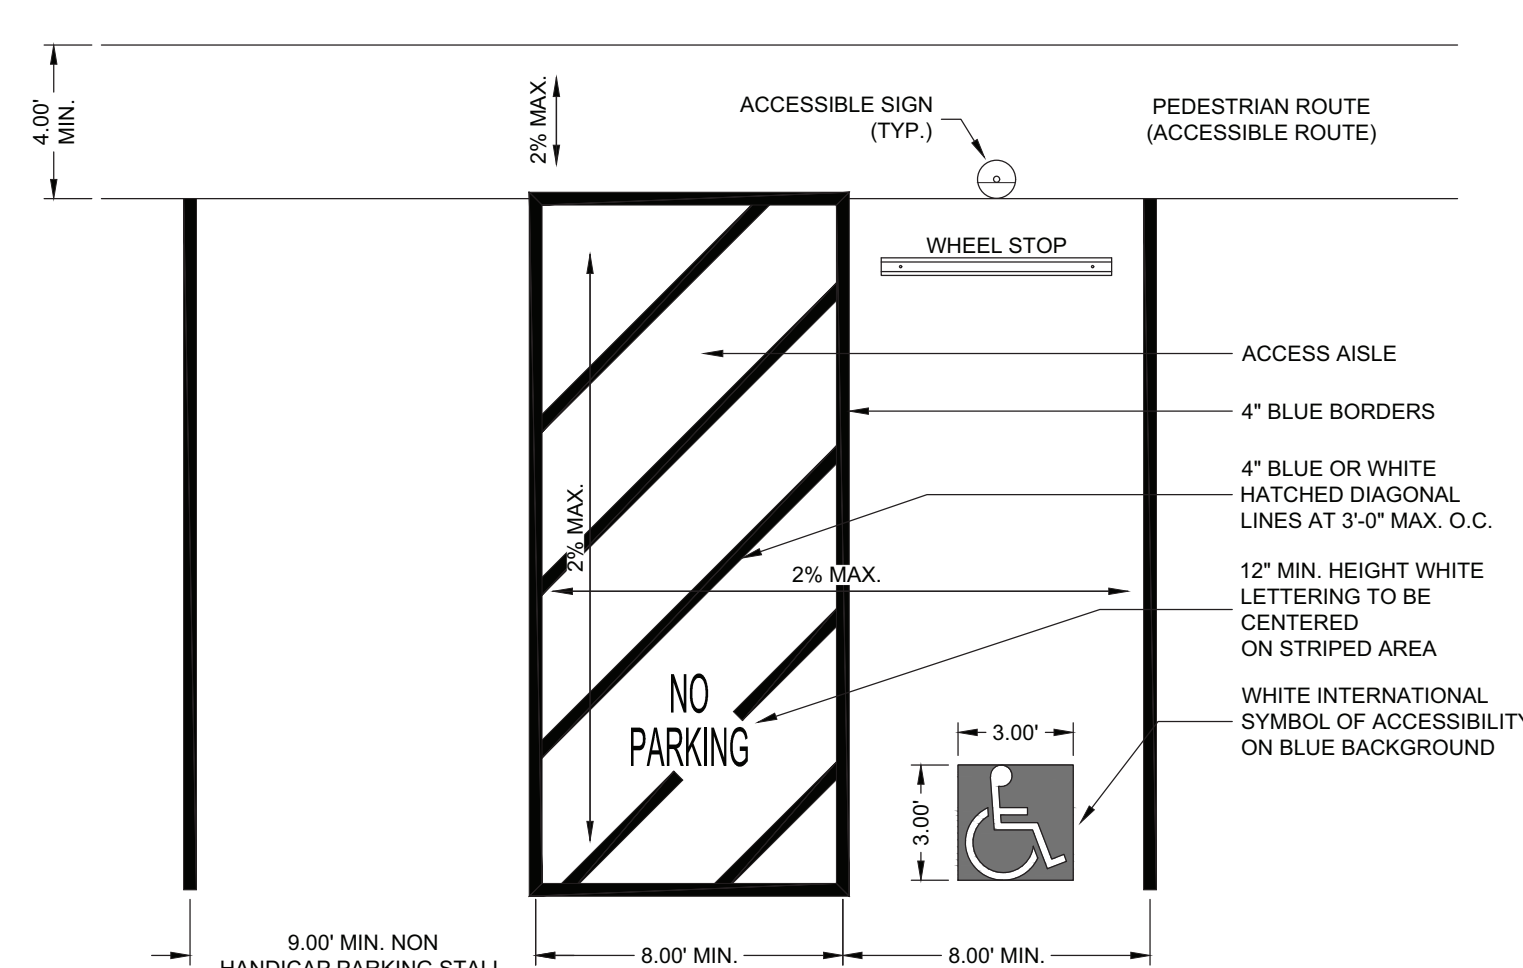 4.00'
MIN.
2% MAX.
ACCESSIBLE SIGN
(TYP.)
PEDESTRIAN ROUTE
(ACCESSIBLE ROUTE)
WHEEL STOP
ACCESS AISLE
4" BLUE BORDERS
4" BLUE OR WHITE
HATCHED DIAGONAL
LINES AT 3'-0" MAX. O.C.
2% MAX.
2% MAX.
12" MIN. HEIGHT WHITE
LETTERING TO BE
CENTERED
ON STRIPED AREA
NO
PARKING
WHITE INTERNATIONAL
SYMBOL OF ACCESSIBILITY
ON BLUE BACKGROUND
3.00'
3.00'
9.00' MIN. NON
HANDICAP PARKING STALL
8.00' MIN.
8.00' MIN.